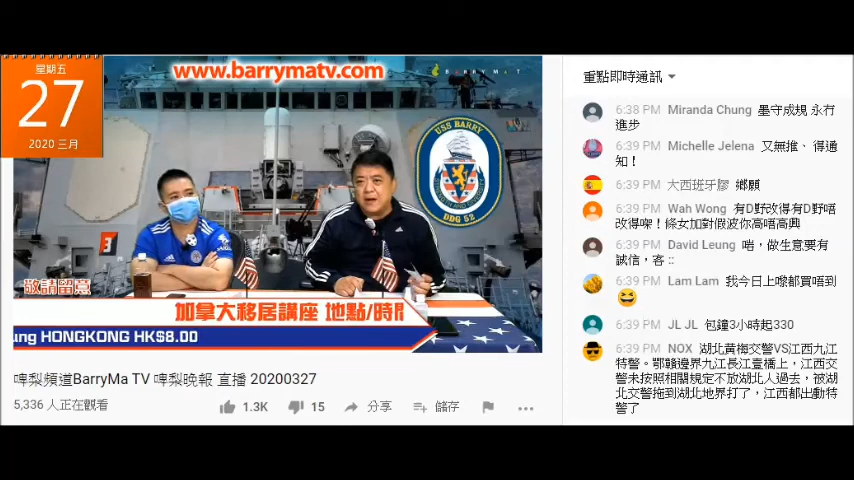 星期五
27
2020 三月
www.barrymatv.com
BARRYMA TV
USS BARRY
DDG 52
3
敬請留意
加拿大移居講座 地點/時間
ung HONGKONG HK$8.00
啤梨頻道BarryMa TV 啤梨晚報 直播 20200327
5,336 人正在觀看
1.3K
15
分享
儲存
重點即時通訊
6:38 PM Miranda Chung 墨守成規 永冇
進步
6:39 PM Michelle Jelena 又無推、 得通
知！
6:39 PM 大西班牙膠 鄉願
6:39 PM Wah Wong 有D野改得有D野唔
改得㗎！條女加對假波你高唔高興
6:39 PM David Leung 啱，做生意要有
誠信，客 ::
6:39 PM Lam Lam 我今日上嚟都買唔到
6:39 PM JL JL 包鐘3小時起330
6:39 PM NOX 湖北黄梅交警VS江西九江
特警。鄂贛邊界九江長江壹橋上，江西交
警未按照相關規定不放湖北人過去，被湖
北交警拖到湖北地界打了，江西都出動特
警了